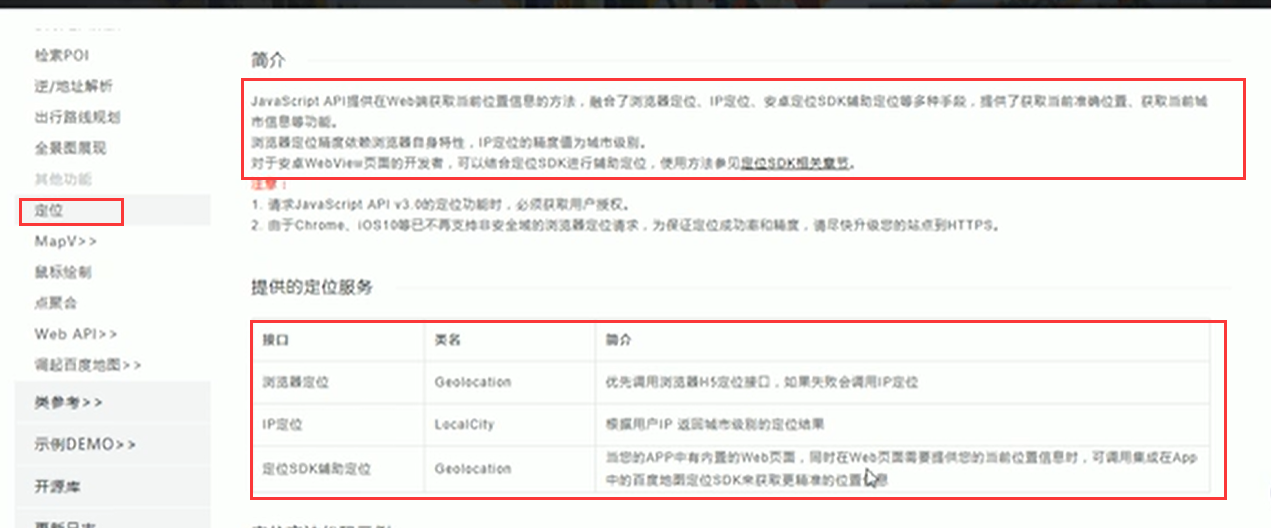 检索POI
逆/地址解析
出行路线规划
全景图展现
其他功能
定位
MapV>>
鼠标绘制
点聚合
Web API>>
调起百度地图>>
类参考>>
示例DEMO>>
开源库
更新日志
简介
JavaScript API提供在Web端获取当前位置信息的方法，融合了浏览器定位、IP定位、安卓定位SDK辅助定位等多种手段，提供了获取当前准确位置、获取当前城
市信息等功能。
浏览器定位精度依赖浏览器自身特性，IP定位的精度值为城市级别。
对于安卓WebView页面的开发者，可以结合定位SDK进行辅助定位，使用方法参见定位SDK相关章节。
注意：
1. 请求JavaScript API v3.0的定位功能时，必须获取用户授权。
2. 由于Chrome、iOS10等已不再支持非安全域的浏览器定位请求，为保证定位成功率和精度，请尽快升级您的站点到HTTPS。
提供的定位服务
接口 类名 简介
浏览器定位 Geolocation 优先调用浏览器H5定位接口，如果失败会调用IP定位
IP定位 LocalCity 根据用户IP 返回城市级别的定位结果
定位SDK辅助定位 Geolocation 当您的APP中有内置的Web页面，同时在Web页面需要提供您的当前位置信息时，可调用集成在App
中的百度地图定位SDK来获取更精准的位置信息